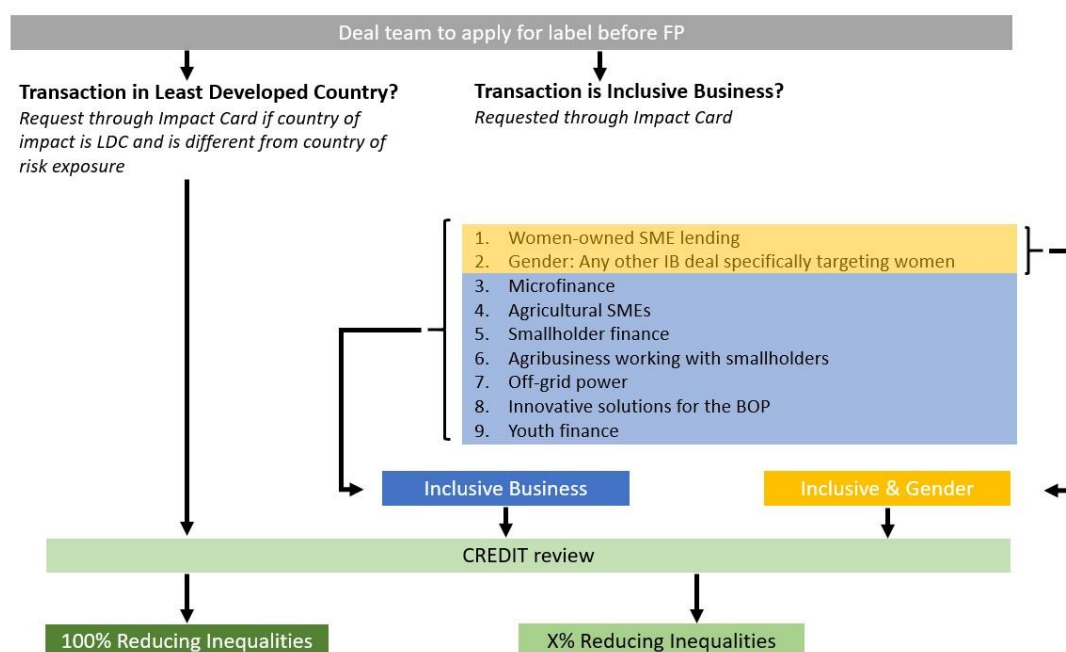 Deal team to apply for label before FP
Transaction in Least Developed Country?
Request through Impact Card if country of
impact is LDC and is different from country of
risk exposure
Transaction is Inclusive Business?
Requested through Impact Card
1. Women-owned SME lending
2. Gender: Any other IB deal specifically targeting women
3. Microfinance
4. Agricultural SMEs
5. Smallholder finance
6. Agribusiness working with smallholders
7. Off-grid power
8. Innovative solutions for the BOP
9. Youth finance
Inclusive Business
Inclusive & Gender
CREDIT review
100% Reducing Inequalities
X% Reducing Inequalities